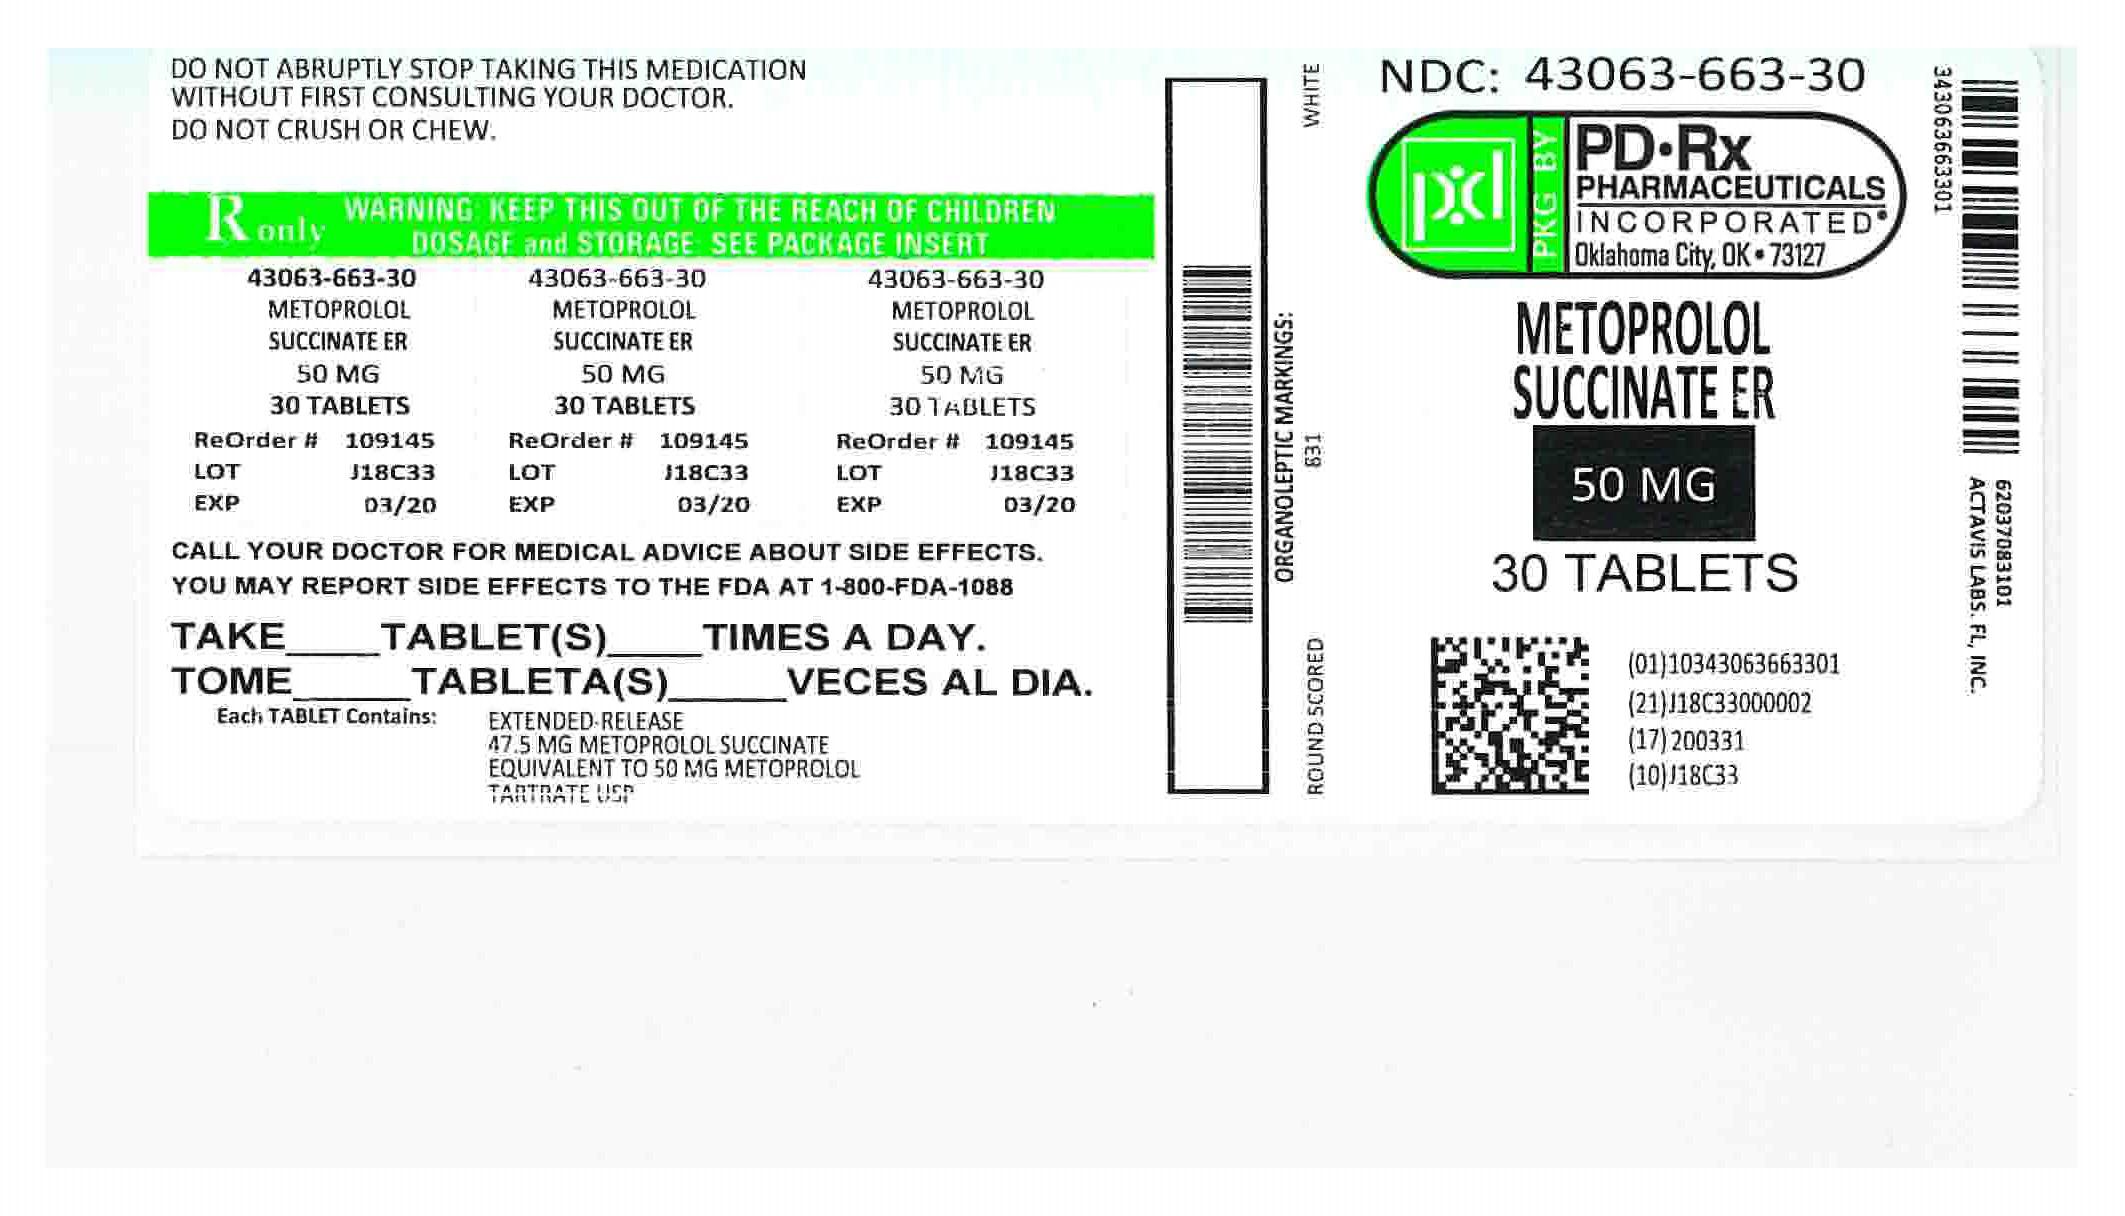 DO NOT ABRUPTLY STOP TAKING THIS MEDICATION
WITHOUT FIRST CONSULTING YOUR DOCTOR.
DO NOT CRUSH OR CHEW.
R only
WARNING: KEEP THIS OUT OF THE REACH OF CHILDREN
DOSAGE and STORAGE: SEE PACKAGE INSERT
43063-663-30 43063-663-30 43063-663-30
METOPROLOL METOPROLOL METOPROLOL
SUCCINATE ER SUCCINATE ER SUCCINATE ER
50 MG 50 MG 50 MG
30 TABLETS 30 TABLETS 30 TABLETS
ReOrder # 109145 ReOrder # 109145 ReOrder # 109145
LOT J18C33 LOT J18C33 LOT J18C33
EXP 03/20 EXP 03/20 EXP 03/20
CALL YOUR DOCTOR FOR MEDICAL ADVICE ABOUT SIDE EFFECTS.
YOU MAY REPORT SIDE EFFECTS TO THE FDA AT 1-800-FDA-1088
TAKE_____TABLET(S)_____TIMES A DAY.
TOME______TABLETA(S)______VECES AL DIA.
Each TABLET Contains: EXTENDED-RELEASE
47.5 MG METOPROLOL SUCCINATE
EQUIVALENT TO 50 MG METOPROLOL
TARTRATE USP
ORGANOLEPTIC MARKINGS:
ROUND SCORED 831 WHITE
NDC: 43063-663-30
PKG BY
PD•Rx
PHARMACEUTICALS
INCORPORATED®
Oklahoma City, OK • 73127
METOPROLOL
SUCCINATE ER
50 MG
30 TABLETS
(01)10343063663301
(21)J18C33000002
(17)200331
(10)J18C33
343063663301
62037083101
ACTAVIS LABS. FL, INC.